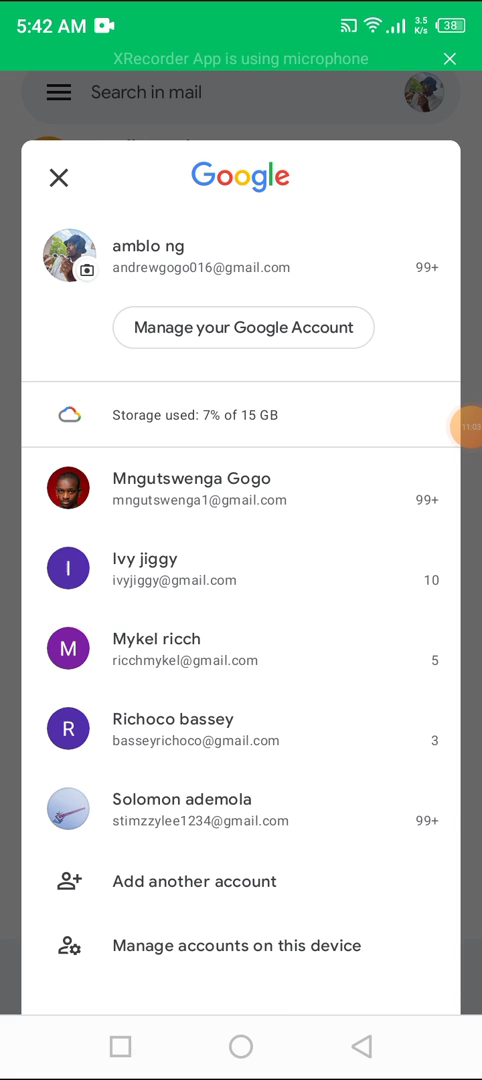 5:42 AM
3.5
K/s
38
XRecorder App is using microphone
Search in mail
Google
amblo ng
andrewgogo016@gmail.com
99+
Manage your Google Account
Storage used: 7% of 15 GB
11:03
Mngutswenga Gogo
mngutswenga1@gmail.com
99+
I
Ivy jiggy
ivyjiggy@gmail.com
10
M
Mykel ricch
ricchmykel@gmail.com
5
R
Richoco bassey
basseyrichoco@gmail.com
3
Solomon ademola
stimzzylee1234@gmail.com
99+
Add another account
Manage accounts on this device